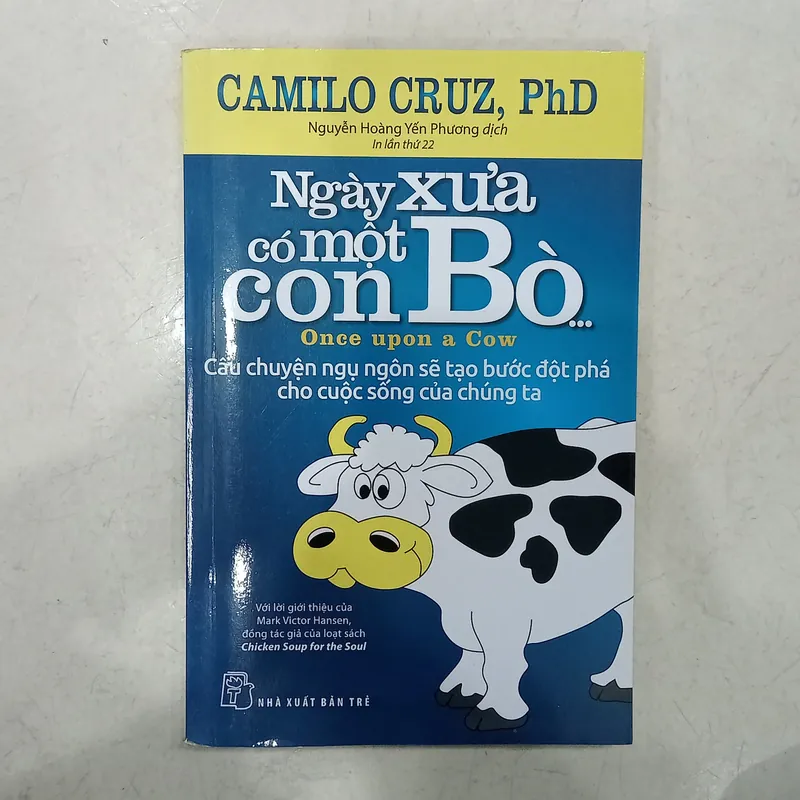 CAMILO CRUZ, PhD
Nguyễn Hoàng Yến Phương dịch
In lần thứ 22
Ngày xưa
có một
con Bò...
Once upon a Cow
Câu chuyện ngụ ngôn sẽ tạo bước đột phá
cho cuộc sống của chúng ta
Với lời giới thiệu của
Mark Victor Hansen,
đồng tác giả của loạt sách
Chicken Soup for the Soul
T
NHÀ XUẤT BẢN TRẺ